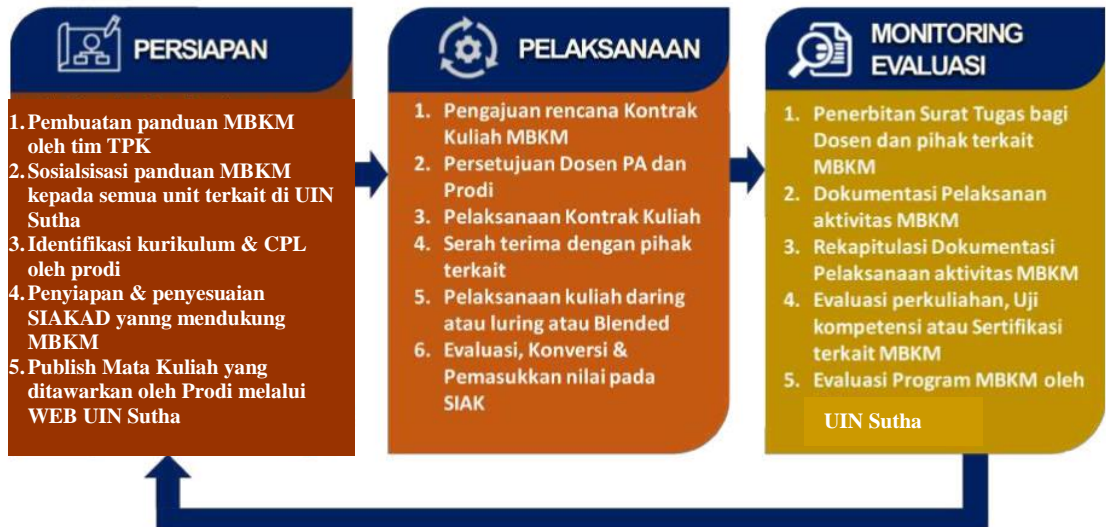 PERSIAPAN
1. Pembuatan panduan MBKM
oleh tim TPK
2. Sosialsisasi panduan MBKM
kepada semua unit terkait di UIN
Sutha
3. Identifikasi kurikulum & CPL
oleh prodi
4. Penyiapan & penyesuaian
SIAKAD yanng mendukung
MBKM
5. Publish Mata Kuliah yang
ditawarkan oleh Prodi melalui
WEB UIN Sutha
PELAKSANAAN
1. Pengajuan rencana Kontrak
Kuliah MBKM
2. Persetujuan Dosen PA dan
Prodi
3. Pelaksanaan Kontrak Kuliah
4. Serah terima dengan pihak
terkait
5. Pelaksanaan kuliah daring
atau luring atau Blended
6. Evaluasi, Konversi &
Pemasukkan nilai pada
SIAK
MONITORING
EVALUASI
1. Penerbitan Surat Tugas bagi
Dosen dan pihak terkait
MBKM
2. Dokumentasi Pelaksanan
aktivitas MBKM
3. Rekapitulasi Dokumentasi
Pelaksanaan aktivitas MBKM
4. Evaluasi perkuliahan, Uji
kompetensi atau Sertifikasi
terkait MBKM
5. Evaluasi Program MBKM oleh
UIN Sutha